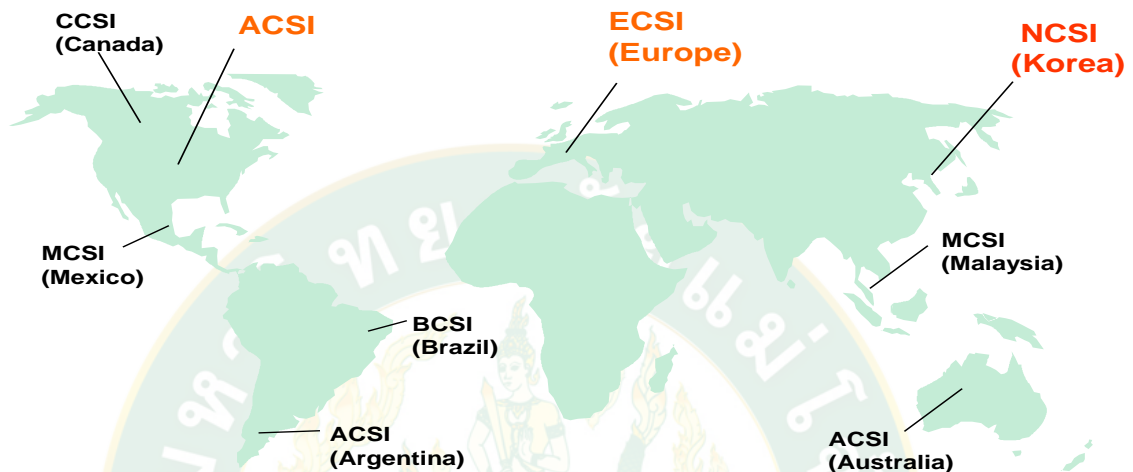 CCSI
(Canada)
ACSI
ECSI
(Europe)
NCSI
(Korea)
MCSI
(Mexico)
MCSI
(Malaysia)
BCSI
(Brazil)
ACSI
(Argentina)
ACSI
(Australia)